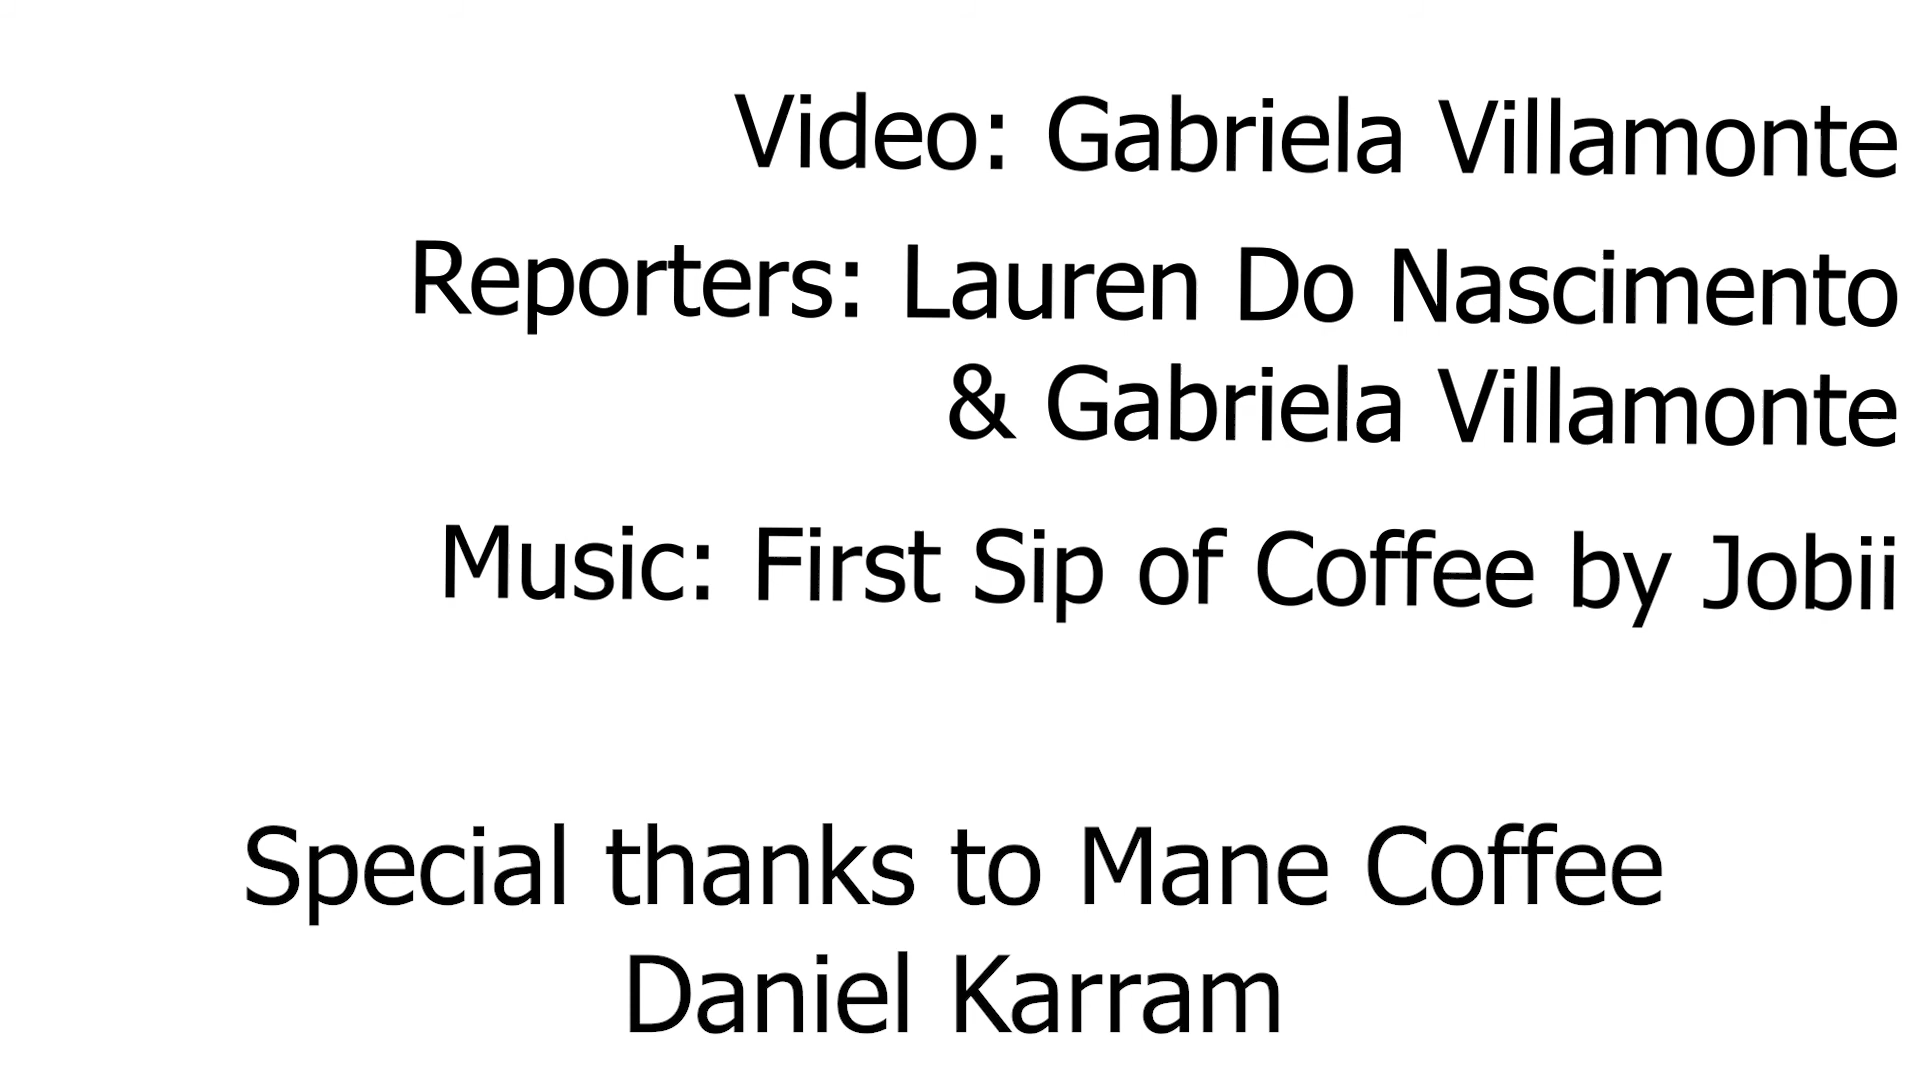 Video: Gabriela Villamonte
Reporters: Lauren Do Nascimento
& Gabriela Villamonte
Music: First Sip of Coffee by Jobii
Special thanks to Mane Coffee
Daniel Karram